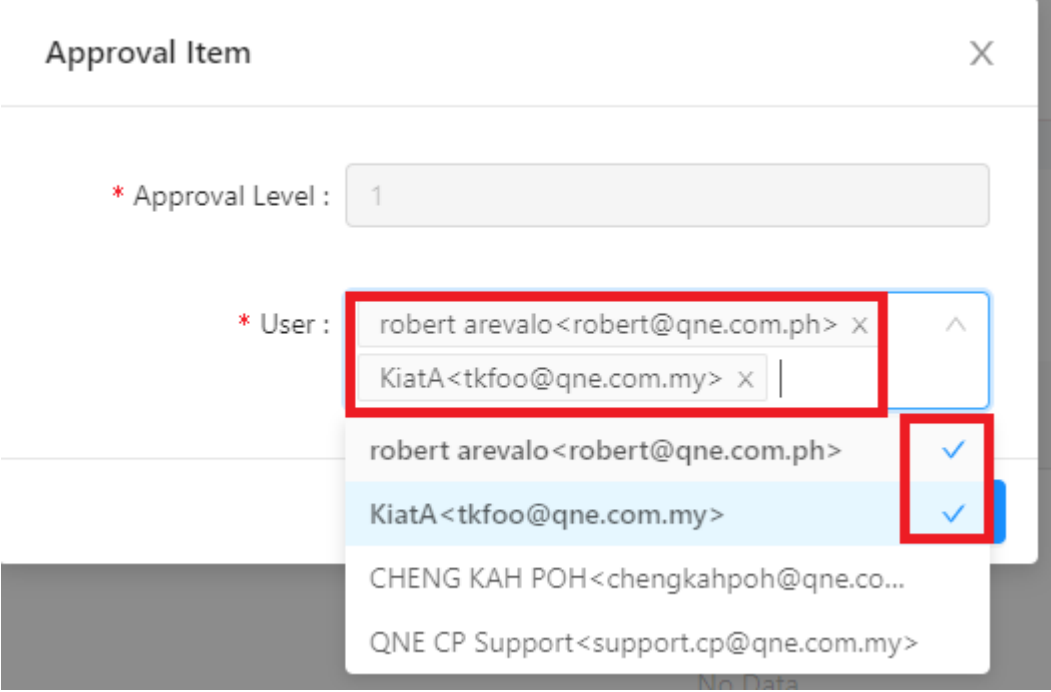 Approval Item
* Approval Level :
1
* User :
robert arevalo<robert@qne.com.ph>
KiatA<tkfoo@qne.com.my>
robert arevalo<robert@qne.com.ph>
KiatA<tkfoo@qne.com.my>
CHENG KAH POH<chengkahpoh@qne.co...
QNE CP Support<support.cp@qne.com.my>
No Data